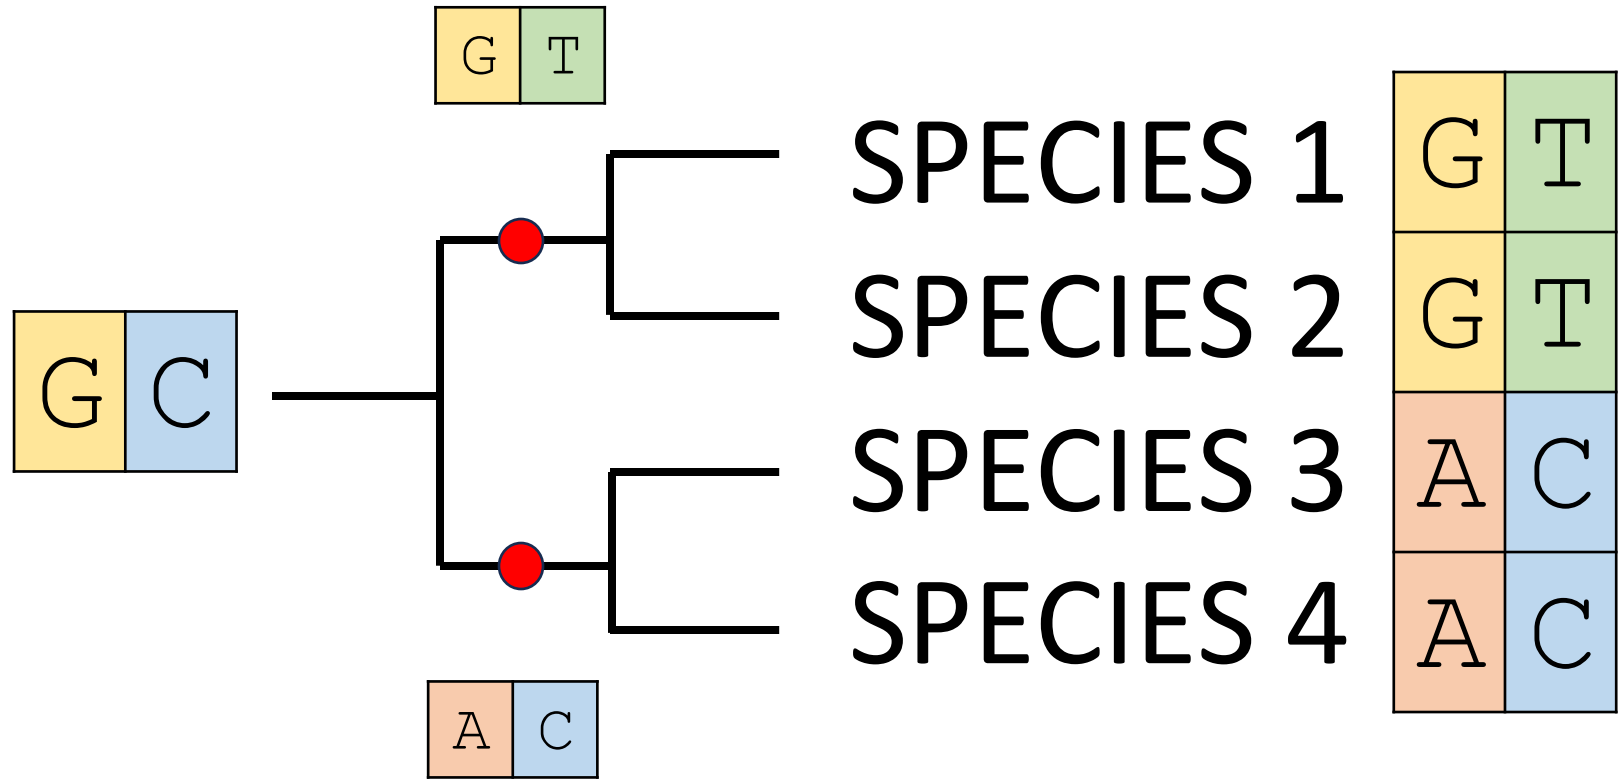 G T
SPECIES 1 G T
SPECIES 2 G T
G C
SPECIES 3 A C
SPECIES 4 A C
A C